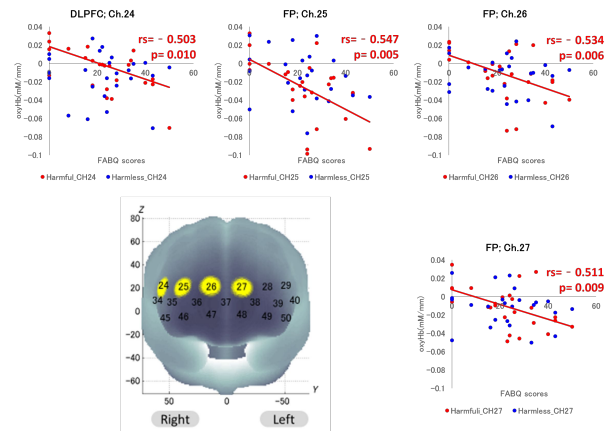 DLPFC; Ch.24
rs= - 0.503
p= 0.010
oxyHb(mM/mm)
0.04
0.02
0
-0.02
-0.04
-0.06
-0.08
-0.1
0 20 40 60
FABQ scores
Harmful_CH24 Harmless_CH24
FP; Ch.25
rs= - 0.547
p= 0.005
oxyHb(mM/mm)
0.04
0.02
0
-0.02
-0.04
-0.06
-0.08
-0.1
0 20 40 60
FABQ scores
Harmful_CH25 Harmless_CH25
FP; Ch.26
rs= - 0.534
p= 0.006
oxyHb(mM/mm)
0.04
0.02
0
-0.02
-0.04
-0.06
-0.08
-0.1
0 20 40 60
FABQ scores
Harmful_CH26 Harmless_CH26
Z
80
60
40
20
0
-20
-40
-60
24 25 26 27 28 29
34 35 36 37 38 39 40
45 46 47 48 49 50
Y
50 0 -50
Right Left
FP; Ch.27
rs= - 0.511
p= 0.009
oxyHb(mM/mm)
0.04
0.02
0
-0.02
-0.04
-0.06
-0.08
-0.1
0 20 40 60
FABQ scores
Harmfuli_CH27 Harmless_CH27